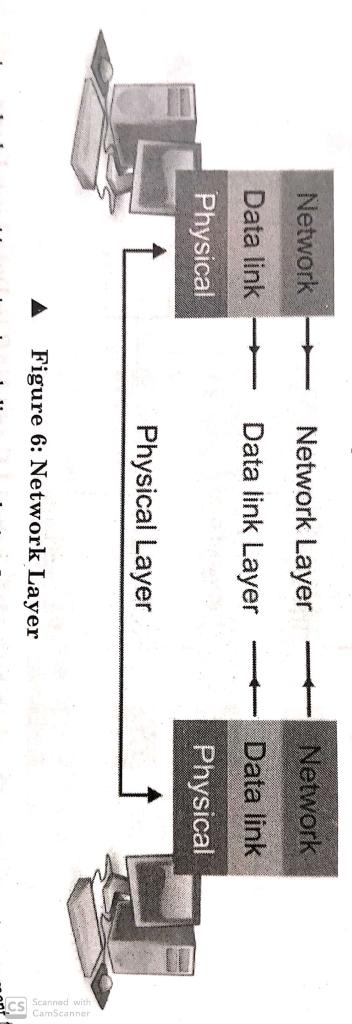 Network Network Layer Network
Data link Data link Layer Data link
Physical Physical
Physical Layer
▲ Figure 6: Network Layer
CS Scanned with
CamScanner